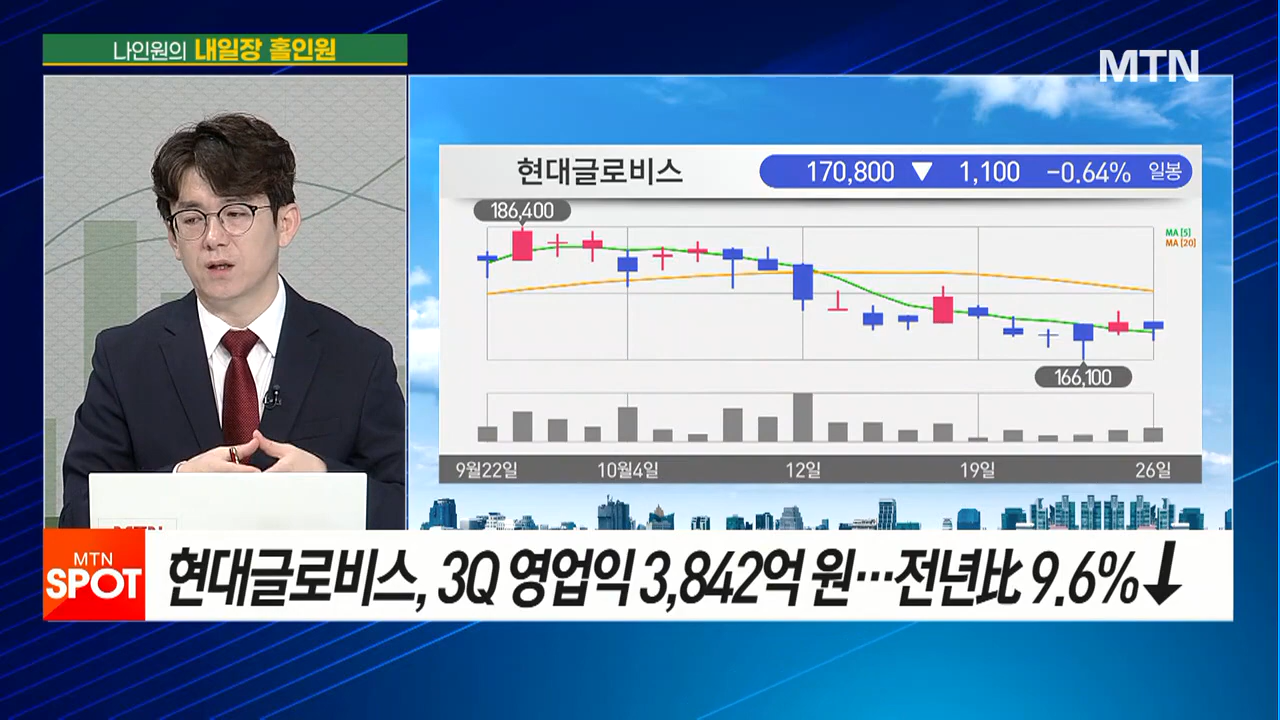 나인원의 내일장 홀인원
MTN
현대글로비스
170,800 ▼ 1,100 -0.64% 일봉
186,400
MA [5]
MA [20]
166,100
9월22일 10월4일 12일 19일 26일
MTN
MTN
SPOT
현대글로비스, 3Q 영업익 3,842억 원···전년比 9.6%↓